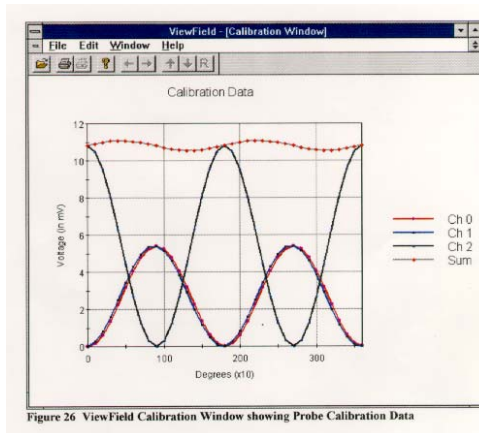 ViewField - [Calibration Window]
File Edit Window Help
R
Calibration Data
12
10
8
6
4
2
0
Voltage (in mV)
0 100 200 300
Degrees (x10)
Ch 0
Ch 1
Ch 2
Sum
Figure 26 ViewField Calibration Window showing Probe Calibration Data